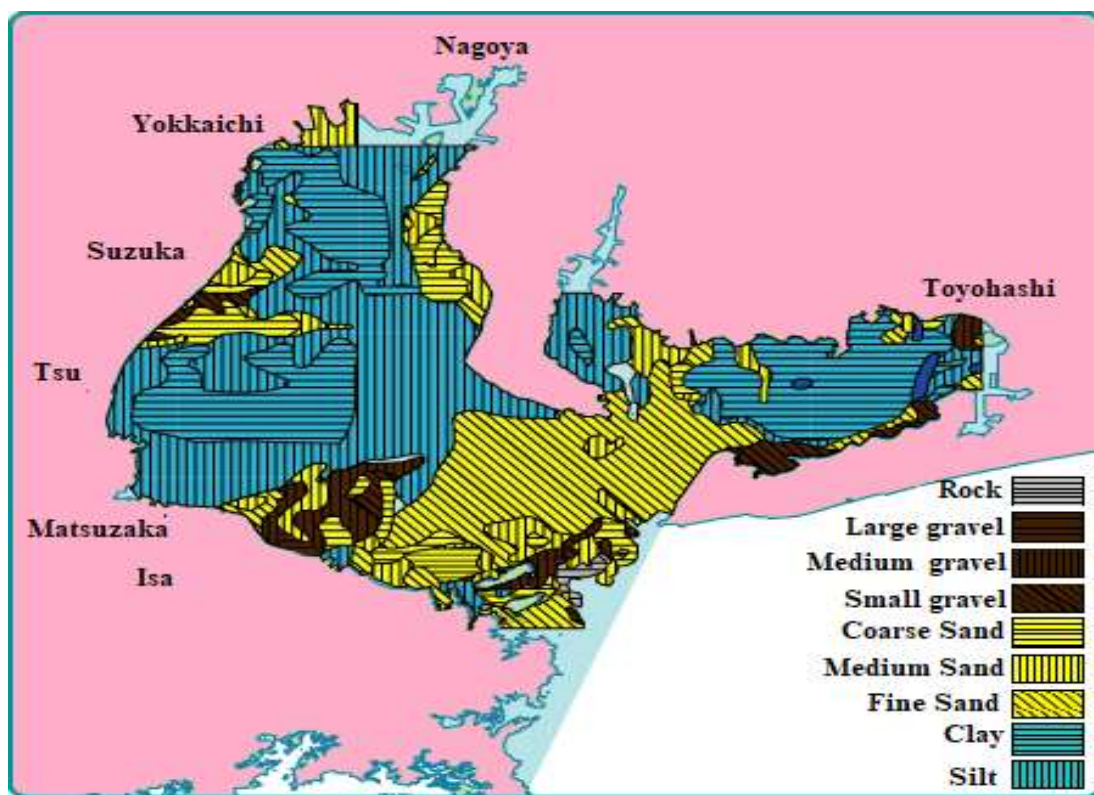 Nagoya
Yokkaichi
Suzuka
Toyohashi
Tsu
Matsuzaka
Isa
Rock
Large gravel
Medium gravel
Small gravel
Coarse Sand
Medium Sand
Fine Sand
Clay
Silt